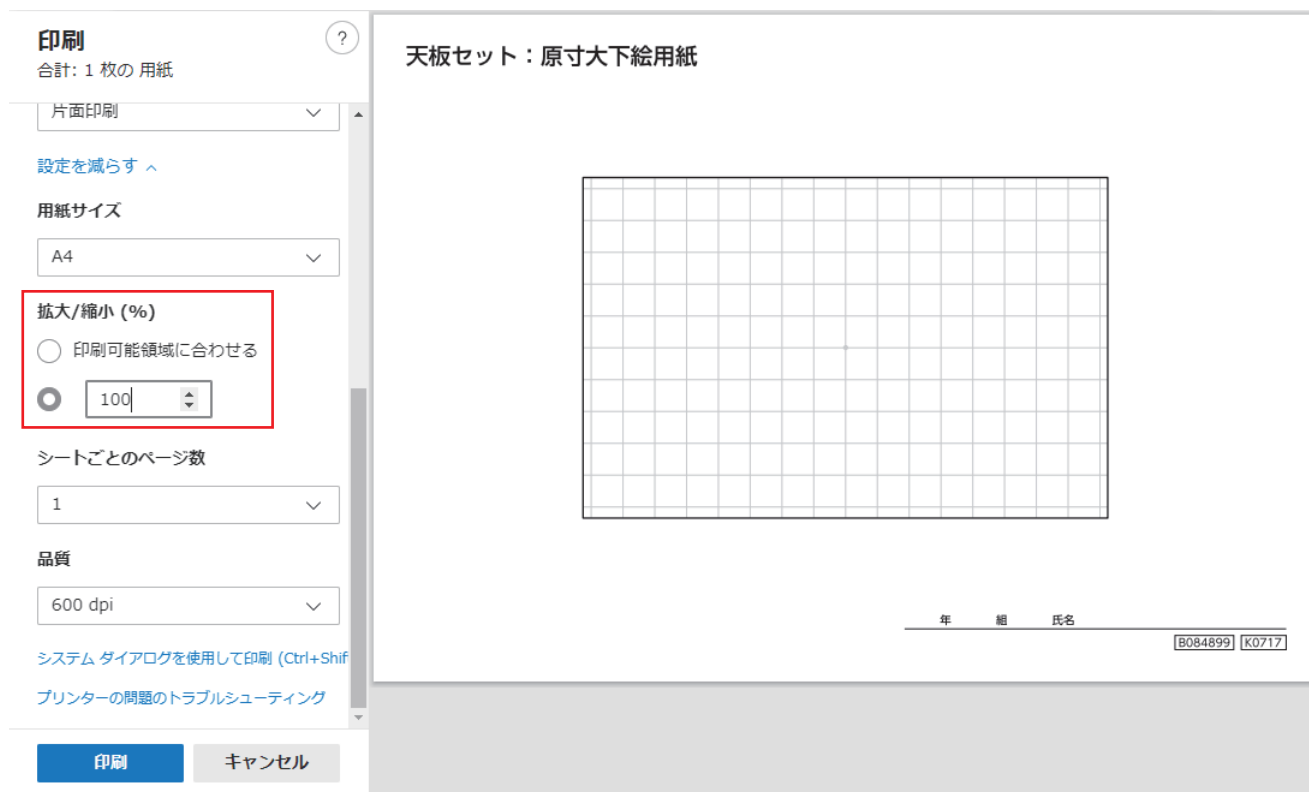 印刷
?
合計: 1 枚の 用紙
片面印刷
設定を減らす
用紙サイズ
A4
拡大/縮小 (%)
印刷可能領域に合わせる
100
シートごとのページ数
1
品質
600 dpi
システム ダイアログを使用して印刷 (Ctrl+Shif
プリンターの問題のトラブルシューティング
印刷
キャンセル
天板セット：原寸大下絵用紙
年 組 氏名
B084899 K0717